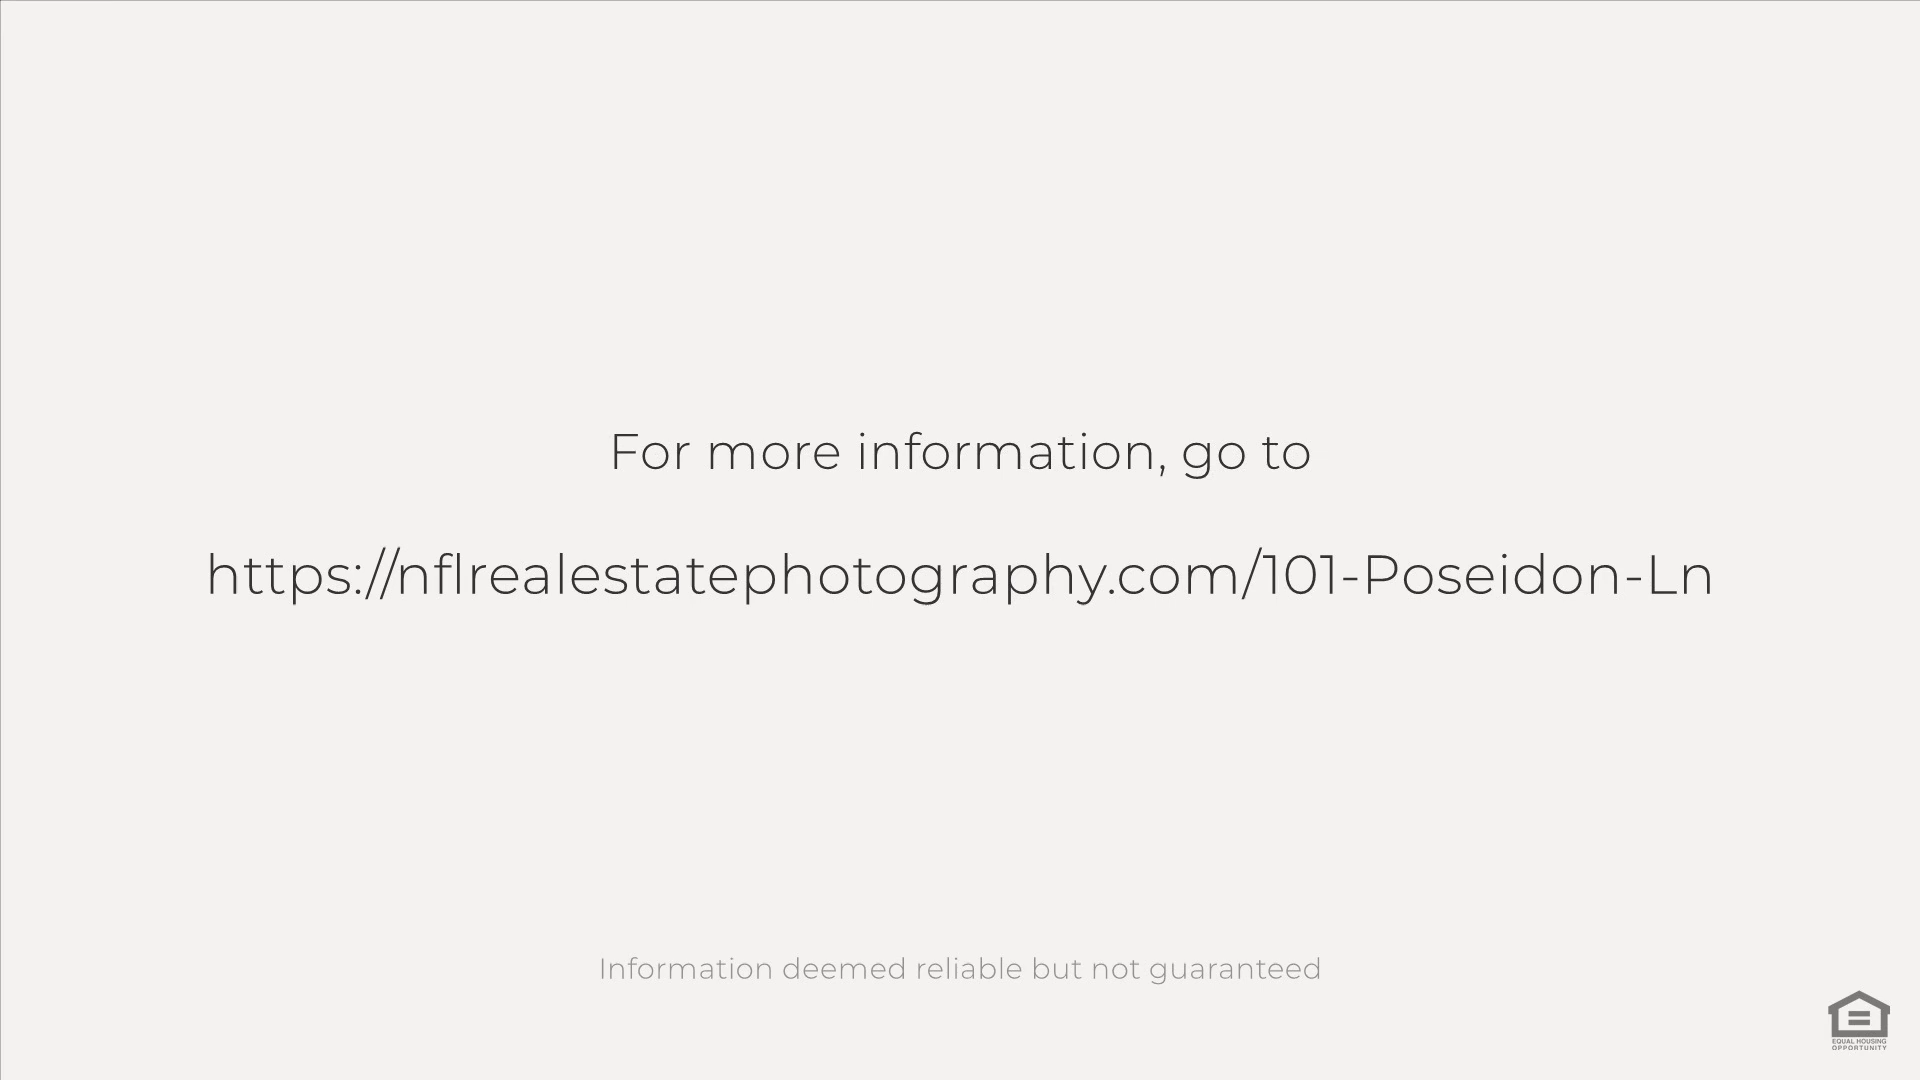 For more information, go to
https://nflrealestatephotography.com/101-Poseidon-Ln
Information deemed reliable but not guaranteed
EQUAL HOUSING
OPPORTUNITY